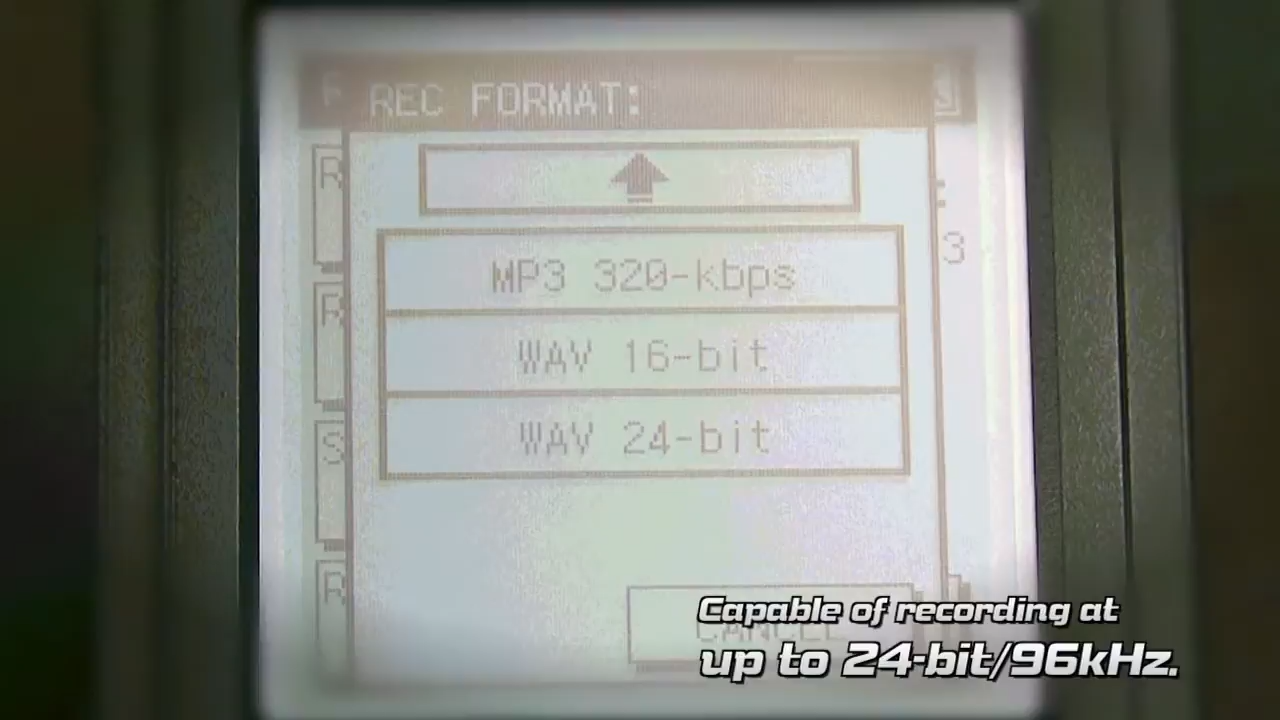 REC FORMAT:
MP3 320-kbps
WAV 16-bit
WAV 24-bit
CANCEL
Capable of recording at
up to 24-bit/96kHz.